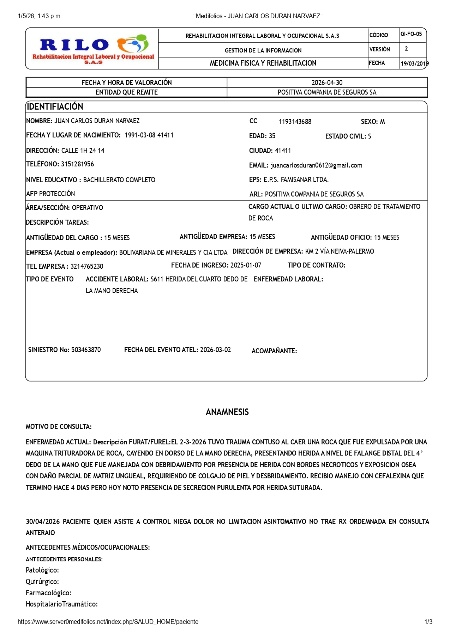 1/5/26, 1:43 p.m
Medifolios - JUAN CARLOS DURAN NARVAEZ
RILO
Rehabilitacion Integral Laboral y Ocupacional
S.A.S
REHABILITACION INTEGRAL LABORAL Y OCUPACIONAL S.A.S
CÓDIGO
GI-FO-05
GESTION DE LA INFORMACION
VERSIÓN
2
MEDICINA FISICA Y REHABILITACION
FECHA
19/03/2019
FECHA Y HORA DE VALORACIÓN
2026-04-30
ENTIDAD QUE REMITE
POSITIVA COMPANIA DE SEGUROS SA
IDENTIFIACIÓN
NOMBRE: JUAN CARLOS DURAN NARVAEZ CC 1193143688 SEXO: M
FECHA Y LUGAR DE NACIMIENTO: 1991-03-08 41411 EDAD: 35 ESTADO CIVIL: S
DIRECCIÓN: CALLE 1H 2# 14 CIUDAD: 41411
TELÉFONO: 3151281956 EMAIL: juancarlosduran0612@gmail.com
NIVEL EDUCATIVO : BACHILLERATO COMPLETO EPS: E.P.S. FAMISANAR LTDA.
AFP PROTECCIÓN ARL: POSITIVA COMPANIA DE SEGUROS SA
ÁREA/SECCIÓN: OPERATIVO CARGO ACTUAL O ULTIMO CARGO: OBRERO DE TRATAMIENTO
DE ROCA
DESCRIPCIÓN TAREAS:
ANTIGÜEDAD DEL CARGO : 15 MESES ANTIGÜEDAD EMPRESA: 15 MESES ANTIGÜEDAD OFICIO: 15 MESES
EMPRESA (Actual o empleador): BOLIVARIANA DE MINERALES Y CIA LTDA DIRECCIÓN DE EMPRESA: KM 2 VÍA NEIVA-PALERMO
TEL EMPRESA : 3214765230 FECHA DE INGRESO: 2025-01-07 TIPO DE CONTRATO:
TIPO DE EVENTO ACCIDENTE LABORAL: S611 HERIDA DEL CUARTO DEDO DE ENFERMEDAD LABORAL:
LA MANO DERECHA
SINIESTRO No: 503463870 FECHA DEL EVENTO ATEL: 2026-03-02 ACOMPAÑANTE:
ANAMNESIS
MOTIVO DE CONSULTA:
ENFERMEDAD ACTUAL: Descripción FURAT/FUREL:EL 2-3-2026 TUVO TRAUMA CONTUSO AL CAER UNA ROCA QUE FUE EXPULSADA POR UNA
MAQUINA TRITURADORA DE ROCA, CAYENDO EN DORSO DE LA MANO DERECHA, PRESENTANDO HERIDA A NIVEL DE FALANGE DISTAL DEL 4°
DEDO DE LA MANO QUE FUE MANEJADA CON DEBRIDAMIENTO POR PRESENCIA DE HERIDA CON BORDES NECROTICOS Y EXPOSICION OSEA
CON DAÑO PARCIAL DE MATRIZ UNGUEAL, REQUIRIENDO DE COLGAJO DE PIEL Y DESBRIDAMIENTO. RECIBIO MANEJO CON CEFALEXINA QUE
TERMINO HACE 4 DIAS PERO HOY NOTO PRESENCIA DE SECRECION PURULENTA POR HERIDA SUTURADA.
30/04/2026 PACIENTE QUIEN ASISTE A CONTROL NIEGA DOLOR NO LIMITACION ASINTOMATIVO NO TRAE RX ORDEMNADA EN CONSULTA
ANTERAIO
ANTECEDENTES MÉDICOS/OCUPACIONALES:
ANTECEDENTES PERSONALES:
Patológico:
Quirúrgico:
Farmacológico:
HospitalarioTraumático:
https://www.server0medifolios.net/index.php/SALUD_HOME/paciente
1/3